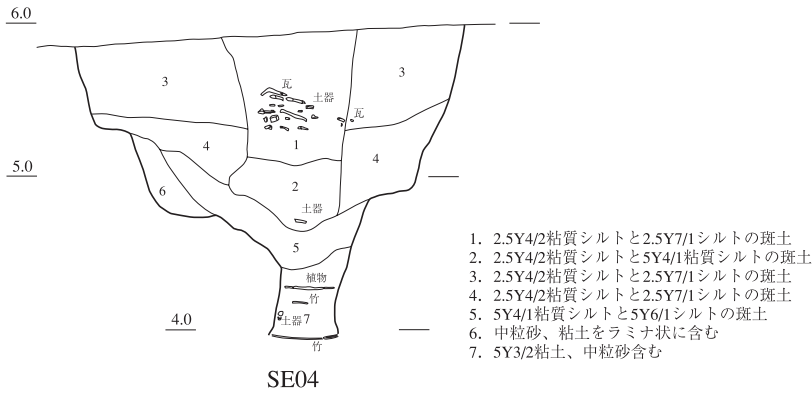 6.0
3
瓦
土器
3
瓦
4
1
4
5.0
2
6
土器
5
植物
竹
4.0
土器7
竹
SE04
1. 2.5Y4/2粘質シルトと2.5Y7/1シルトの斑土
2. 2.5Y4/2粘質シルトと5Y4/1粘質シルトの斑土
3. 2.5Y4/2粘質シルトと2.5Y7/1シルトの斑土
4. 2.5Y4/2粘質シルトと2.5Y7/1シルトの斑土
5. 5Y4/1粘質シルトと5Y6/1シルトの斑土
6. 中粒砂、粘土をラミナ状に含む
7. 5Y3/2粘土、中粒砂含む